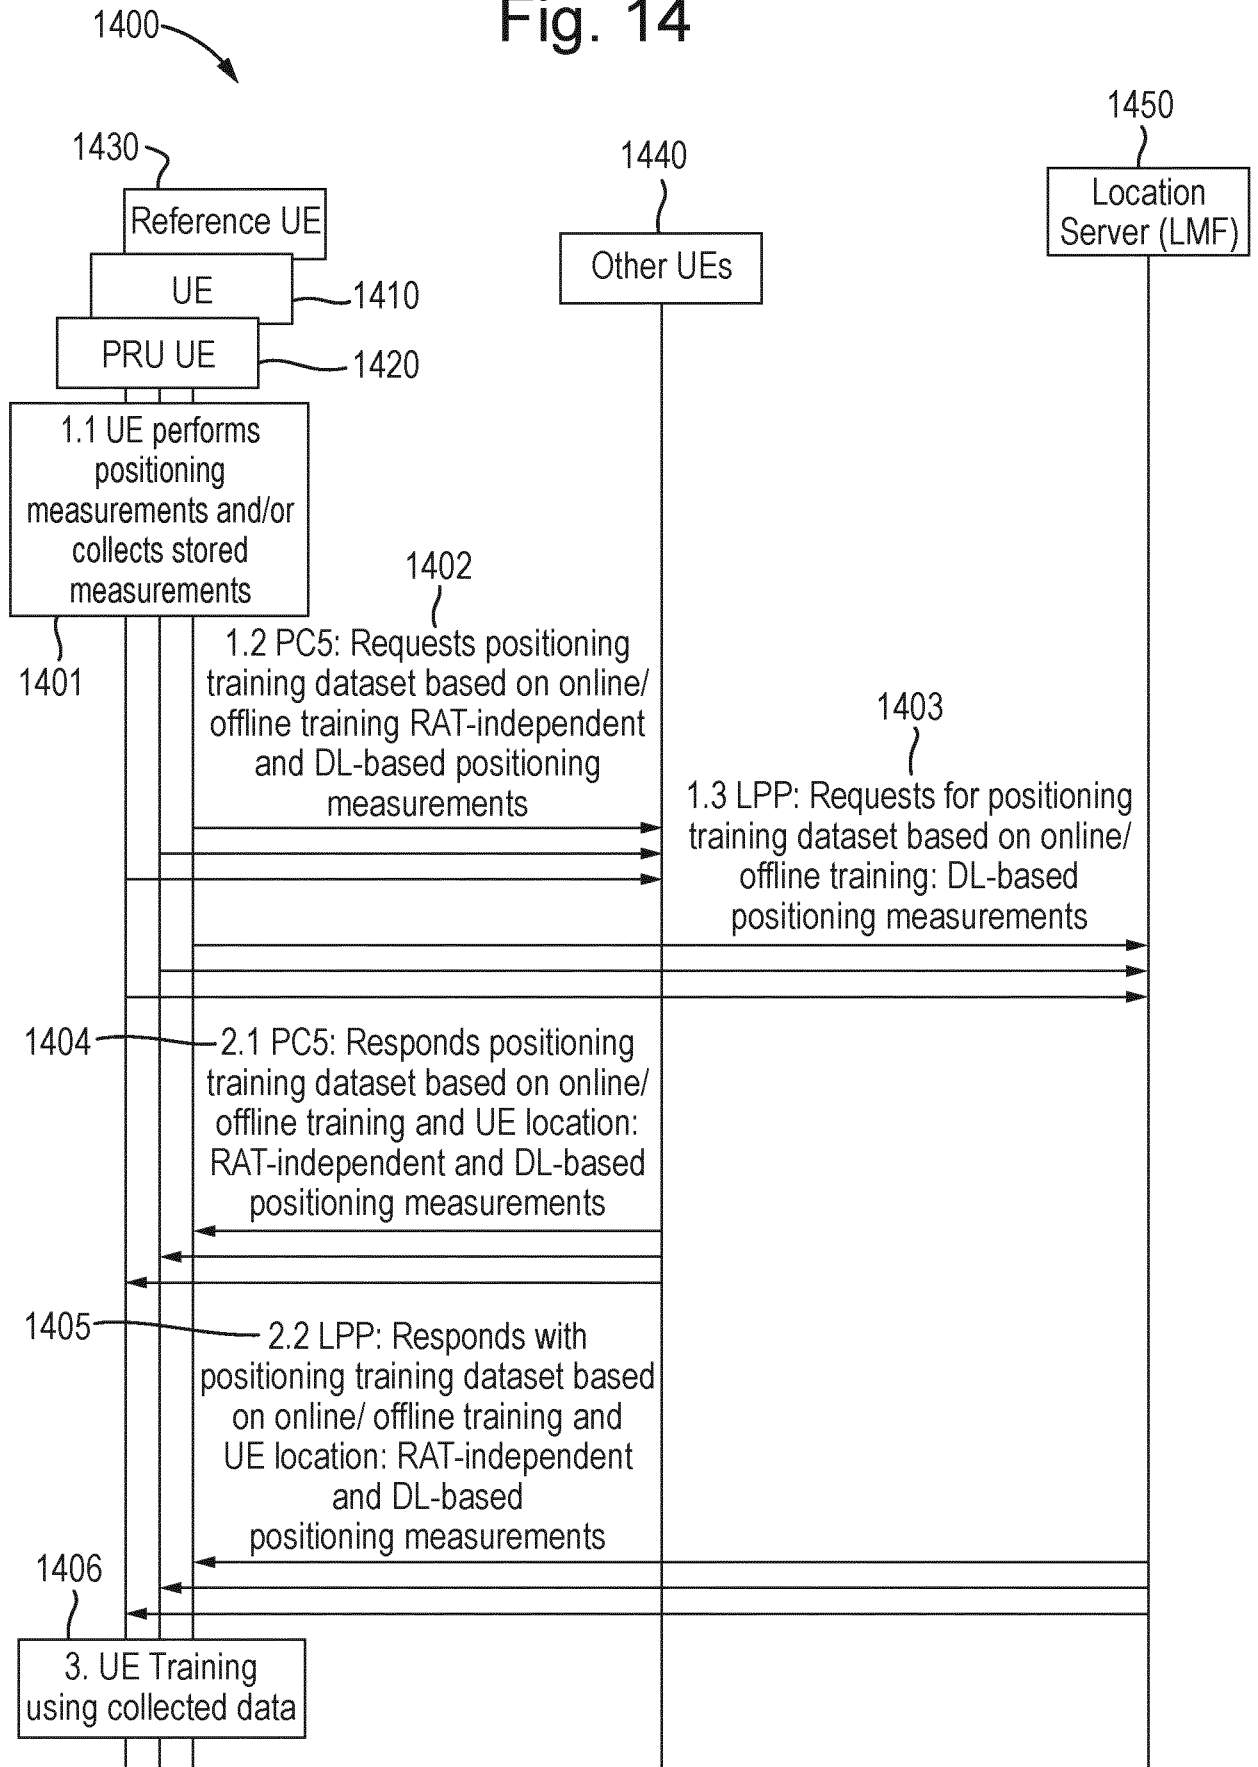 Fig. 14
1400
1450
1430
1440
Location
Server (LMF)
Reference UE
Other UEs
UE
1410
PRU UE
1420
1.1 UE performs
positioning
measurements and/or
collects stored
measurements
1401
1402
1.2 PC5: Requests positioning
training dataset based on online/
offline training RAT-independent
and DL-based positioning
measurements
1403
1.3 LPP: Requests for positioning
training dataset based on online/
offline training: DL-based
positioning measurements
1404
2.1 PC5: Responds positioning
training dataset based on online/
offline training and UE location:
RAT-independent and DL-based
positioning measurements
1405
2.2 LPP: Responds with
positioning training dataset based
on online/ offline training and
UE location: RAT-independent
and DL-based
positioning measurements
1406
3. UE Training
using collected data